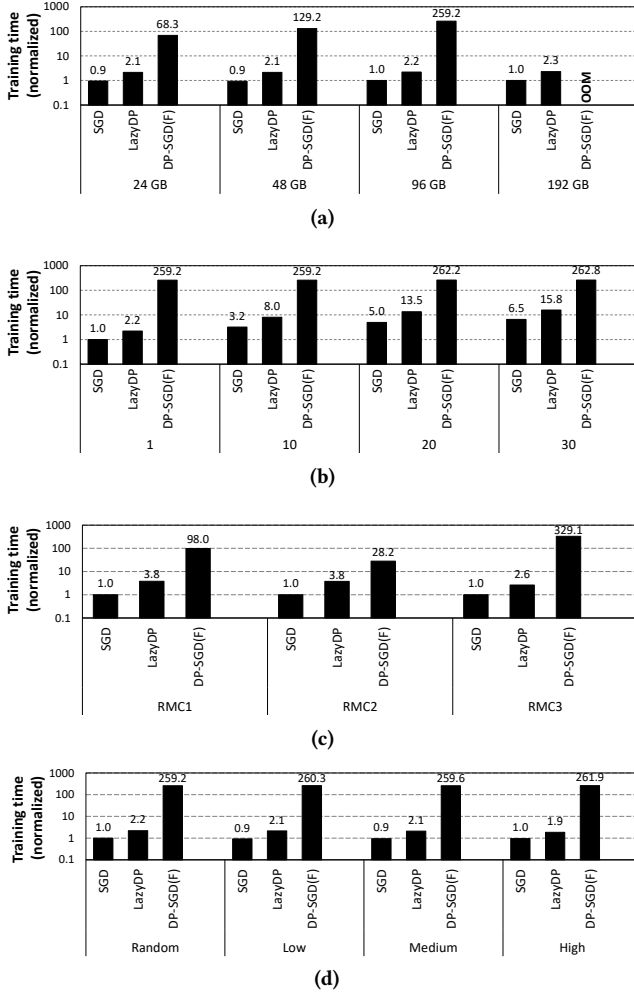 Training time
(normalized)
1000
100
10
1
0.1
0.9
2.1
68.3
0.9
2.1
129.2
1.0
2.2
259.2
1.0
2.3
OOM
SGD
LazyDP
DP-SGD(F)
SGD
LazyDP
DP-SGD(F)
SGD
LazyDP
DP-SGD(F)
SGD
LazyDP
DP-SGD(F)
24 GB
48 GB
96 GB
192 GB
(a)
Training time
(normalized)
1000
100
10
1
0.1
1.0
2.2
259.2
3.2
8.0
259.2
5.0
13.5
262.2
6.5
15.8
262.8
SGD
LazyDP
DP-SGD(F)
SGD
LazyDP
DP-SGD(F)
SGD
LazyDP
DP-SGD(F)
SGD
LazyDP
DP-SGD(F)
1
10
20
30
(b)
Training time
(normalized)
1000
100
10
1
0.1
1.0
3.8
98.0
1.0
3.8
28.2
1.0
2.6
329.1
SGD
LazyDP
DP-SGD(F)
SGD
LazyDP
DP-SGD(F)
SGD
LazyDP
DP-SGD(F)
RMC1
RMC2
RMC3
(c)
Training time
(normalized)
1000
100
10
1
0.1
1.0
2.2
259.2
0.9
2.1
260.3
0.9
2.1
259.6
1.0
1.9
261.9
SGD
LazyDP
DP-SGD(F)
SGD
LazyDP
DP-SGD(F)
SGD
LazyDP
DP-SGD(F)
SGD
LazyDP
DP-SGD(F)
Random
Low
Medium
High
(d)